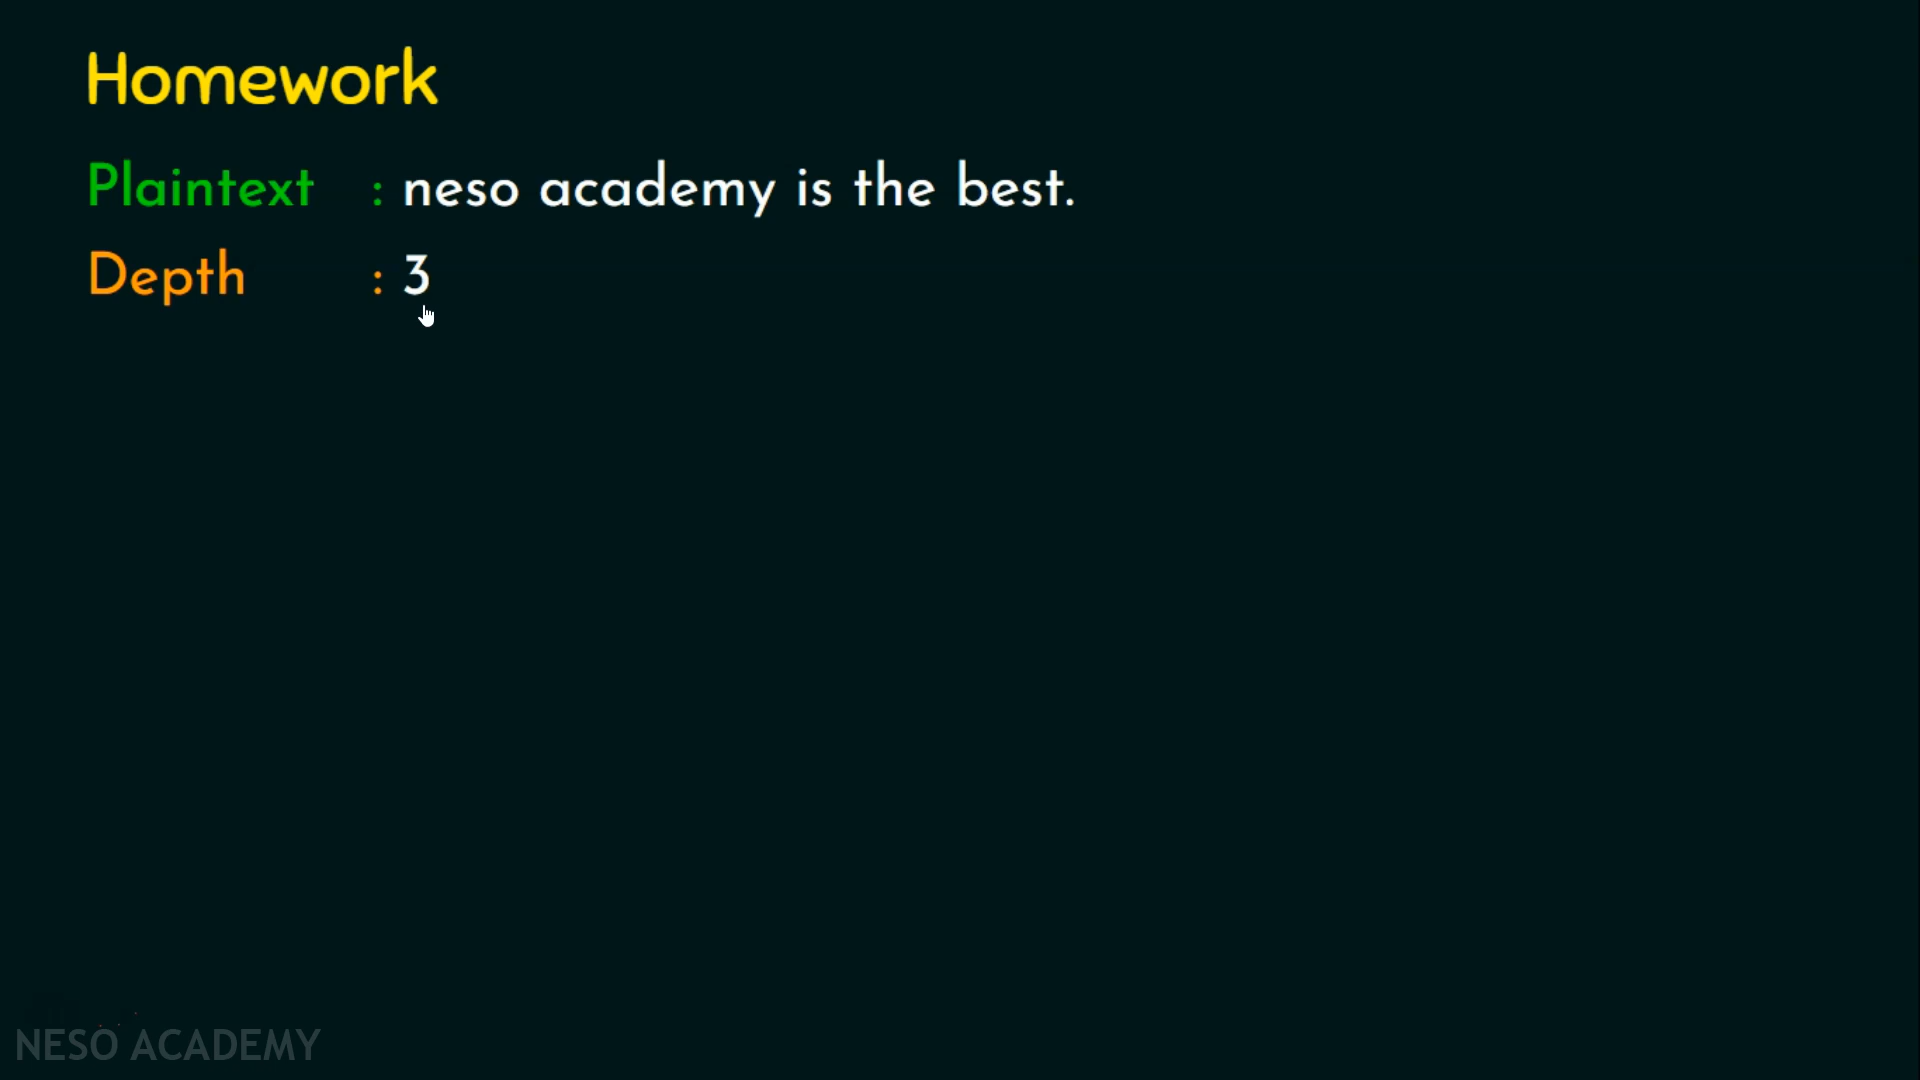 Homework
Plaintext : neso academy is the best.
Depth : 3
NESO ACADEMY